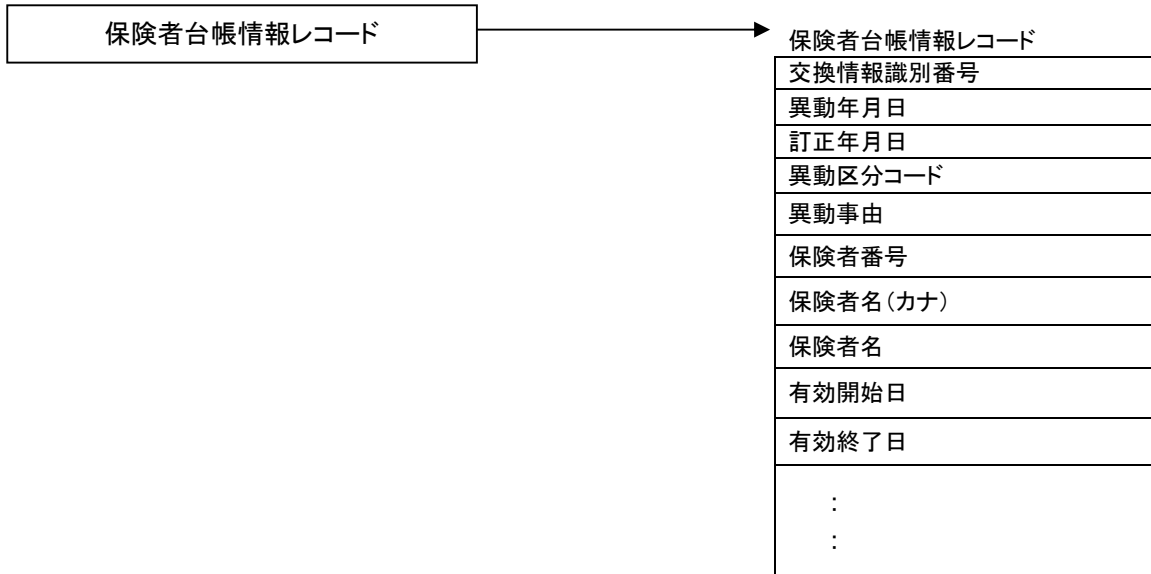 保険者台帳情報レコード
保険者台帳情報レコード
交換情報識別番号
異動年月日
訂正年月日
異動区分コード
異動事由
保険者番号
保険者名(カナ)
保険者名
有効開始日
有効終了日
:
: